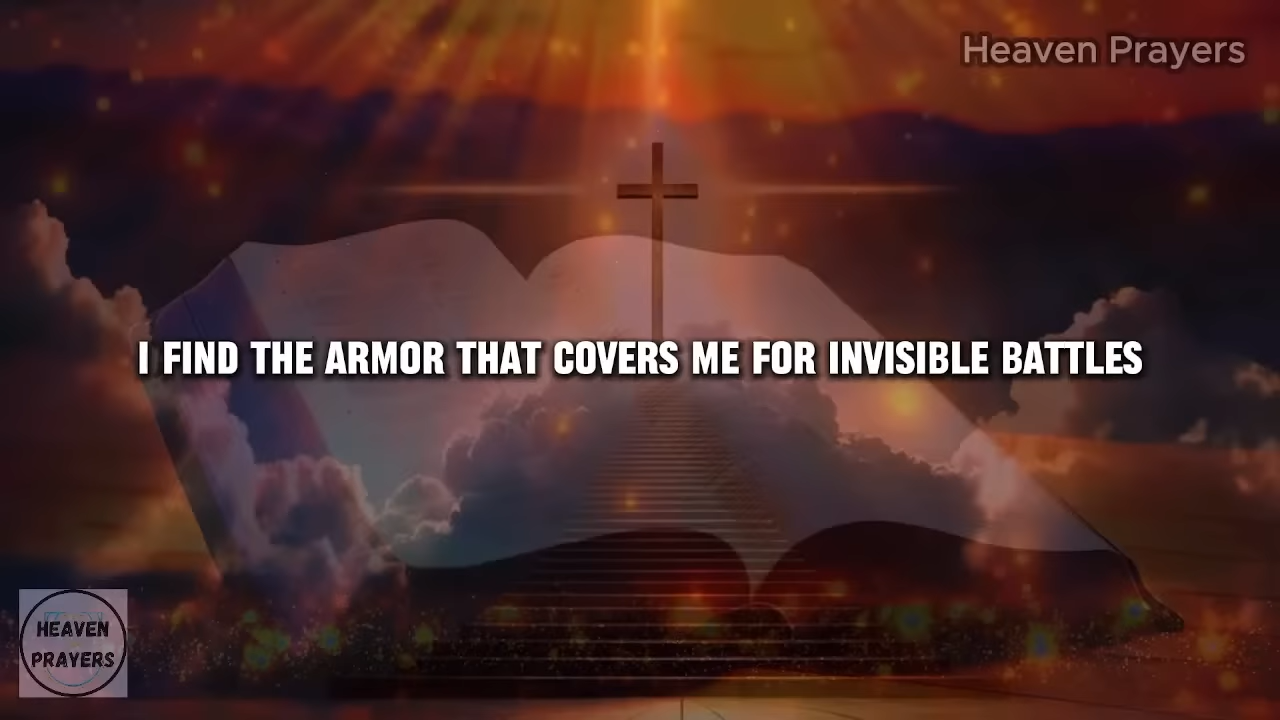 Heaven Prayers
I FIND THE ARMOR THAT COVERS ME FOR INVISIBLE BATTLES
HEAVEN
PRAYERS